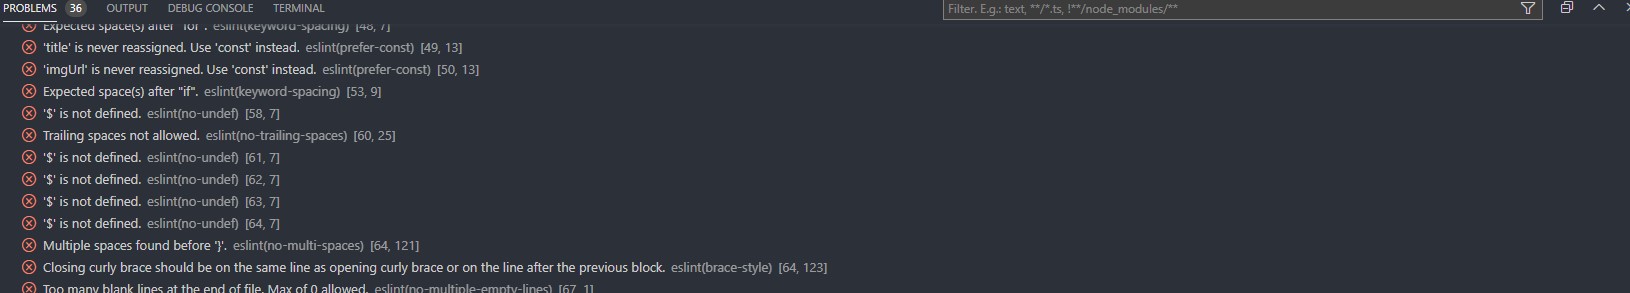 PROBLEMS 36 OUTPUT DEBUG CONSOLE TERMINAL Filter. E.g.: text, **/*.ts, !**/node_modules/**
Expected space(s) after "for". eslint(keyword-spacing) [48, 7]
'title' is never reassigned. Use 'const' instead. eslint(prefer-const) [49, 13]
'imgUrl' is never reassigned. Use 'const' instead. eslint(prefer-const) [50, 13]
Expected space(s) after "if". eslint(keyword-spacing) [53, 9]
'$' is not defined. eslint(no-undef) [58, 7]
Trailing spaces not allowed. eslint(no-trailing-spaces) [60, 25]
'$' is not defined. eslint(no-undef) [61, 7]
'$' is not defined. eslint(no-undef) [62, 7]
'$' is not defined. eslint(no-undef) [63, 7]
'$' is not defined. eslint(no-undef) [64, 7]
Multiple spaces found before '}'. eslint(no-multi-spaces) [64, 121]
Closing curly brace should be on the same line as opening curly brace or on the line after the previous block. eslint(brace-style) [64, 123]
Too many blank lines at the end of file. Max of 0 allowed. eslint(no-multiple-empty-lines) [67, 1]